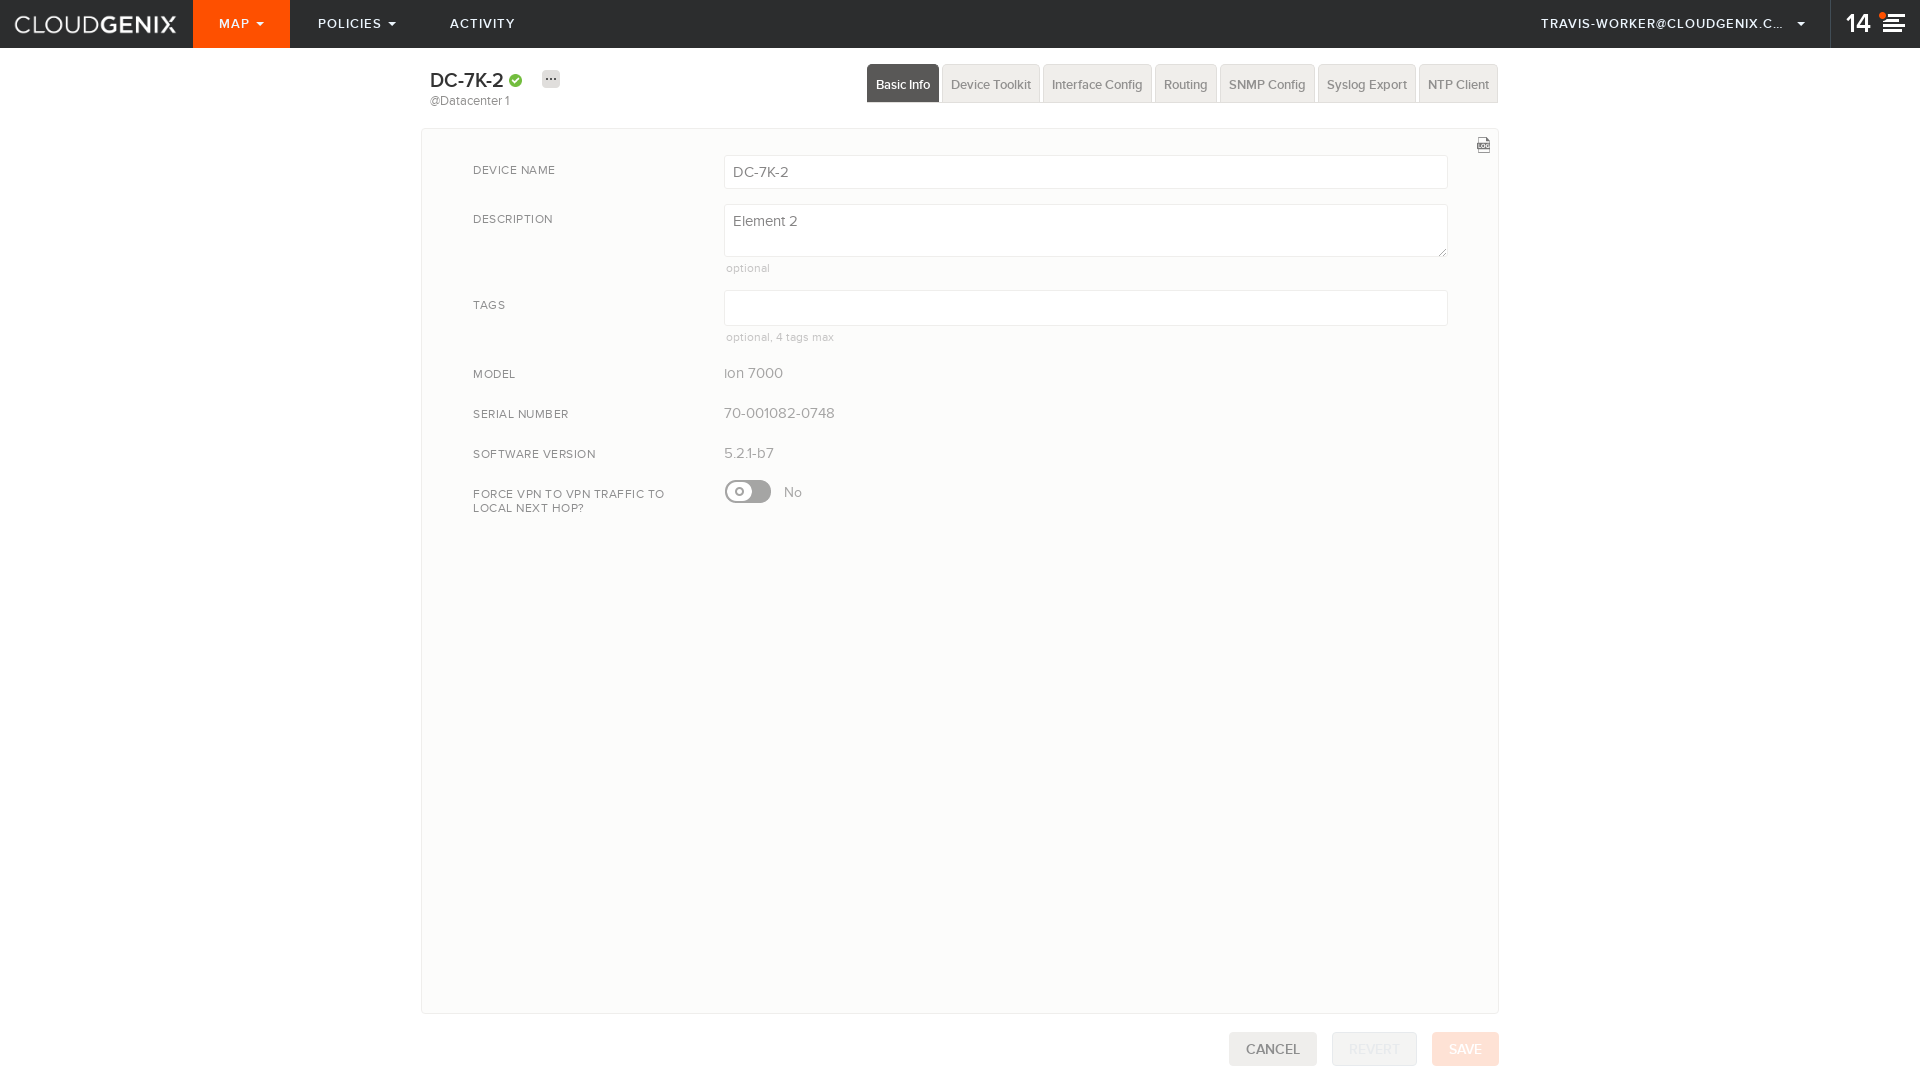 CLOUDGENIX
MAP
POLICIES
ACTIVITY
TRAVIS-WORKER@CLOUDGENIX.C...
14
DC-7K-2
@Datacenter 1
Basic Info
Device Toolkit
Interface Config
Routing
SNMP Config
Syslog Export
NTP Client
LOG
DEVICE NAME
DC-7K-2
DESCRIPTION
Element 2
optional
TAGS
optional, 4 tags max
MODEL
ion 7000
SERIAL NUMBER
70-001082-0748
SOFTWARE VERSION
5.2.1-b7
FORCE VPN TO VPN TRAFFIC TO
LOCAL NEXT HOP?
No
CANCEL
REVERT
SAVE